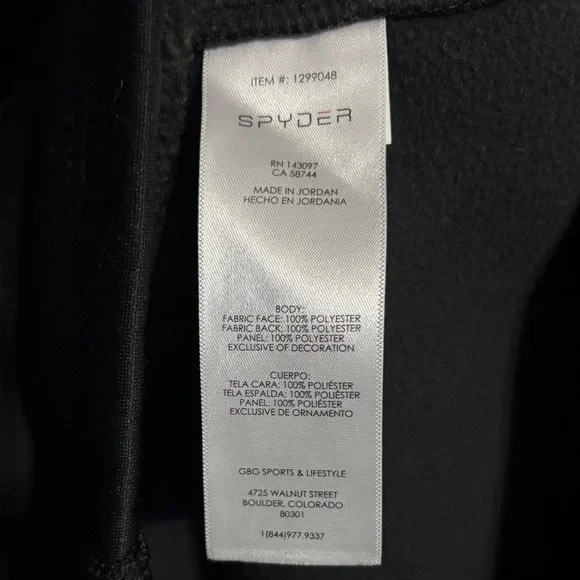 ITEM #: 1299048
SPYDER
RN 143097
CA 58744
MADE IN JORDAN
HECHO EN JORDANIA
BODY:
FABRIC FACE: 100% POLYESTER
FABRIC BACK: 100% POLYESTER
PANEL: 100% POLYESTER
EXCLUSIVE OF DECORATION
CUERPO:
TELA CARA: 100% POLIÉSTER
TELA ESPALDA: 100% POLIÉSTER
PANEL: 100% POLIÉSTER
EXCLUSIVE DE ORNAMENTO
GBG SPORTS & LIFESTYLE
4725 WALNUT STREET
BOULDER, COLORADO
80301
1(844)977.9337